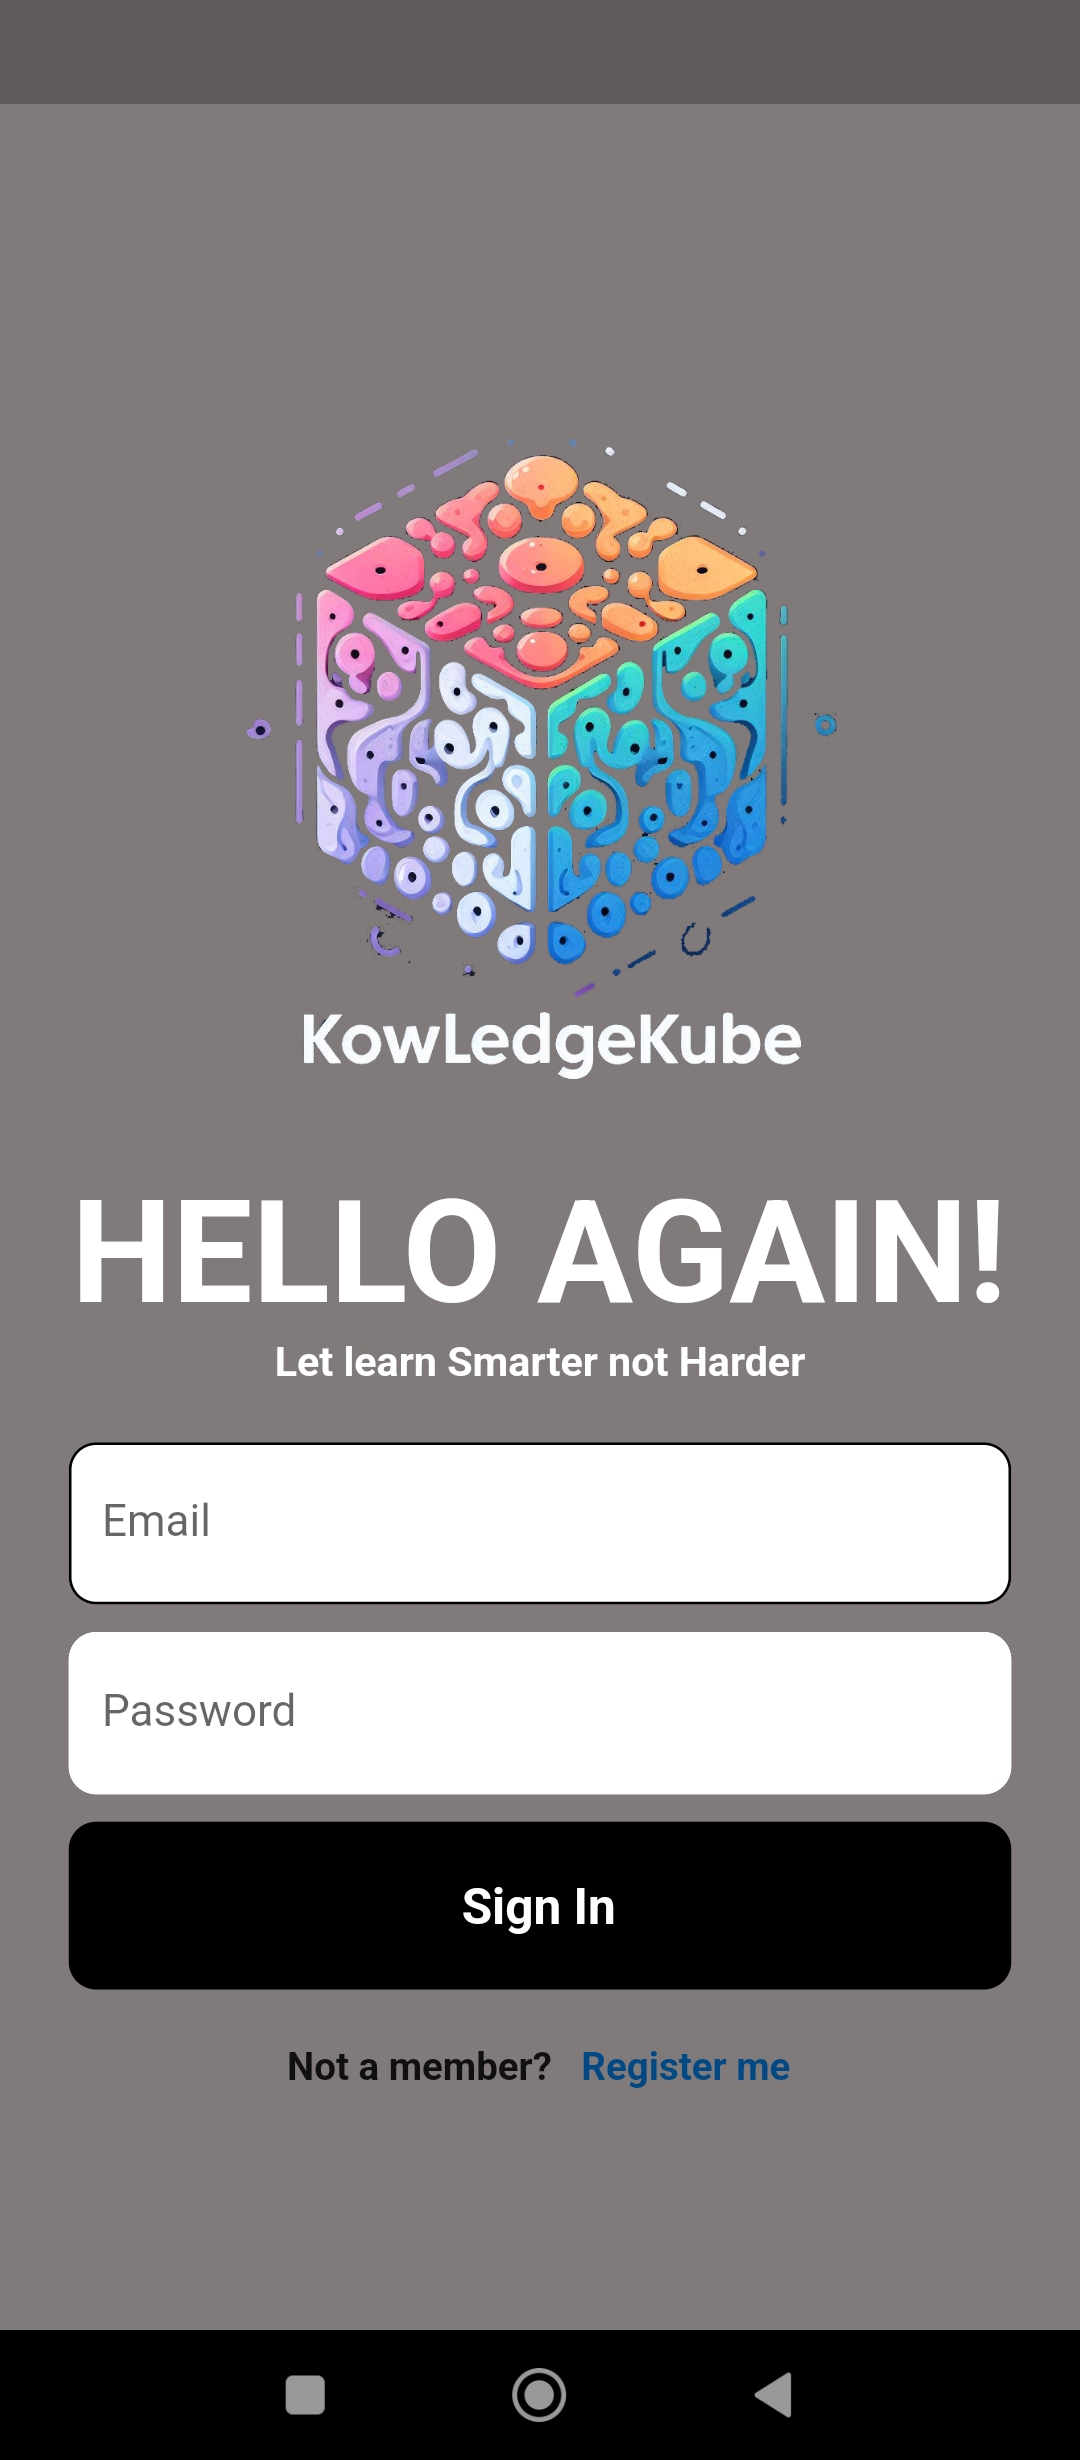 KowLedgeKube
HELLO AGAIN!
Let learn Smarter not Harder
Email
Password
Sign In
Not a member? Register me